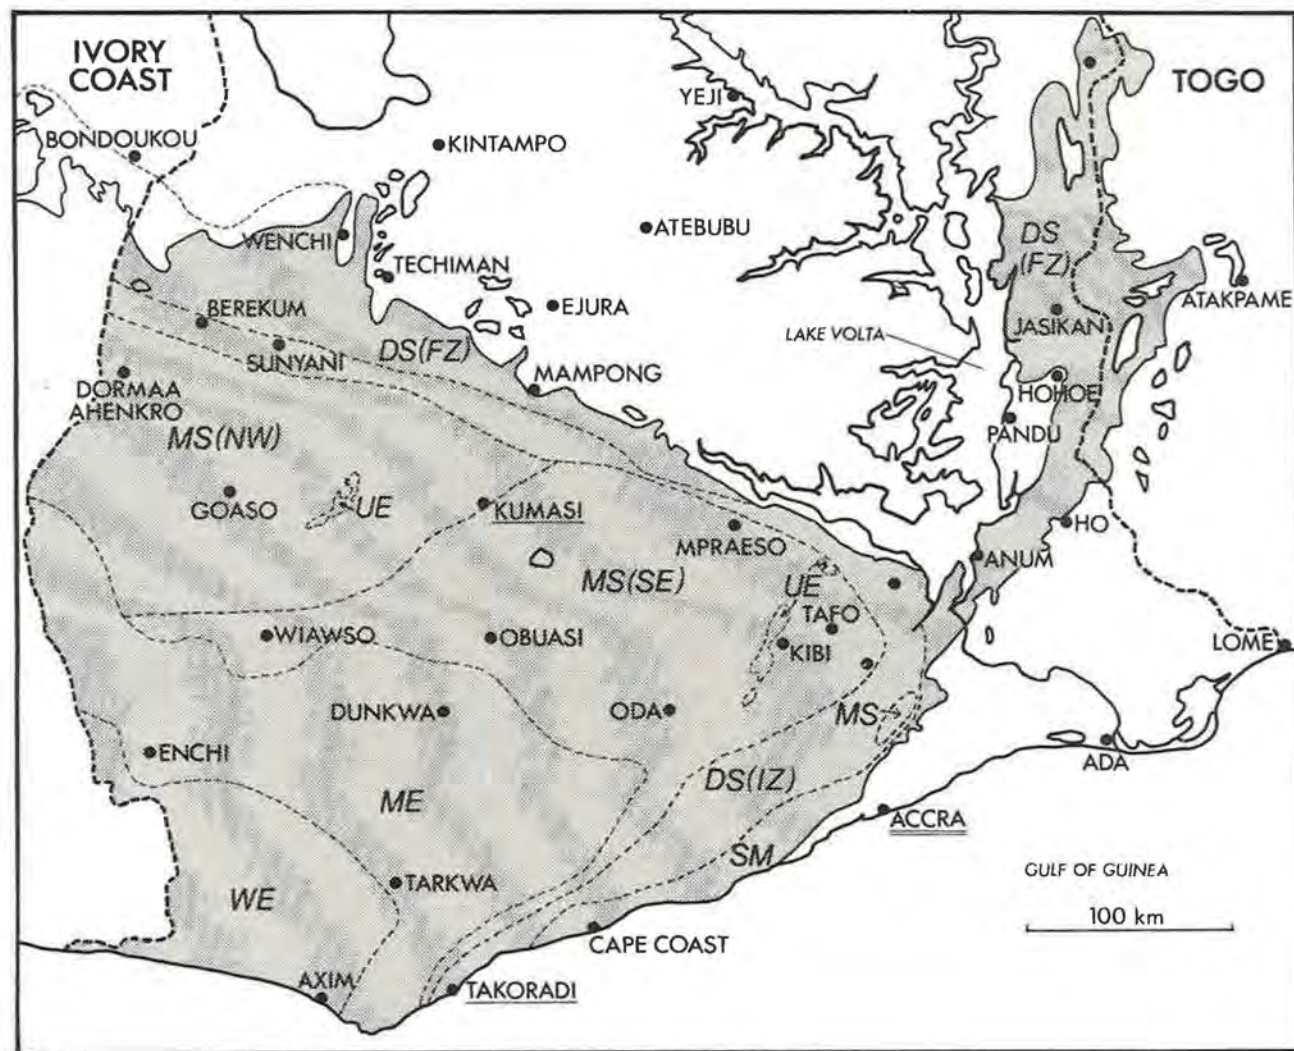 IVORY
COAST
TOGO
YEJI
BONDOUKOU
KINTAMPO
WENCHI
ATEBUBU
DS
(FZ)
TECHIMAN
ATAKPAME
BEREKUM
EJURA
JASIKAN
LAKE VOLTA
SUNYANI
DS(FZ)
MAMPONG
DORMAA
AHENKRO
HOHOE
PANDU
MS(NW)
GOASO
UE
KUMASI
HO
MPRAESO
ANUM
MS(SE)
UE
TAFO
WIAWSO
OBUASI
KIBI
LOME
DUNKWA
ODA
MS
ENCHI
ADA
DS(IZ)
ME
ACCRA
SM
GULF OF GUINEA
TARKWA
WE
100 km
CAPE COAST
AXIM
TAKORADI